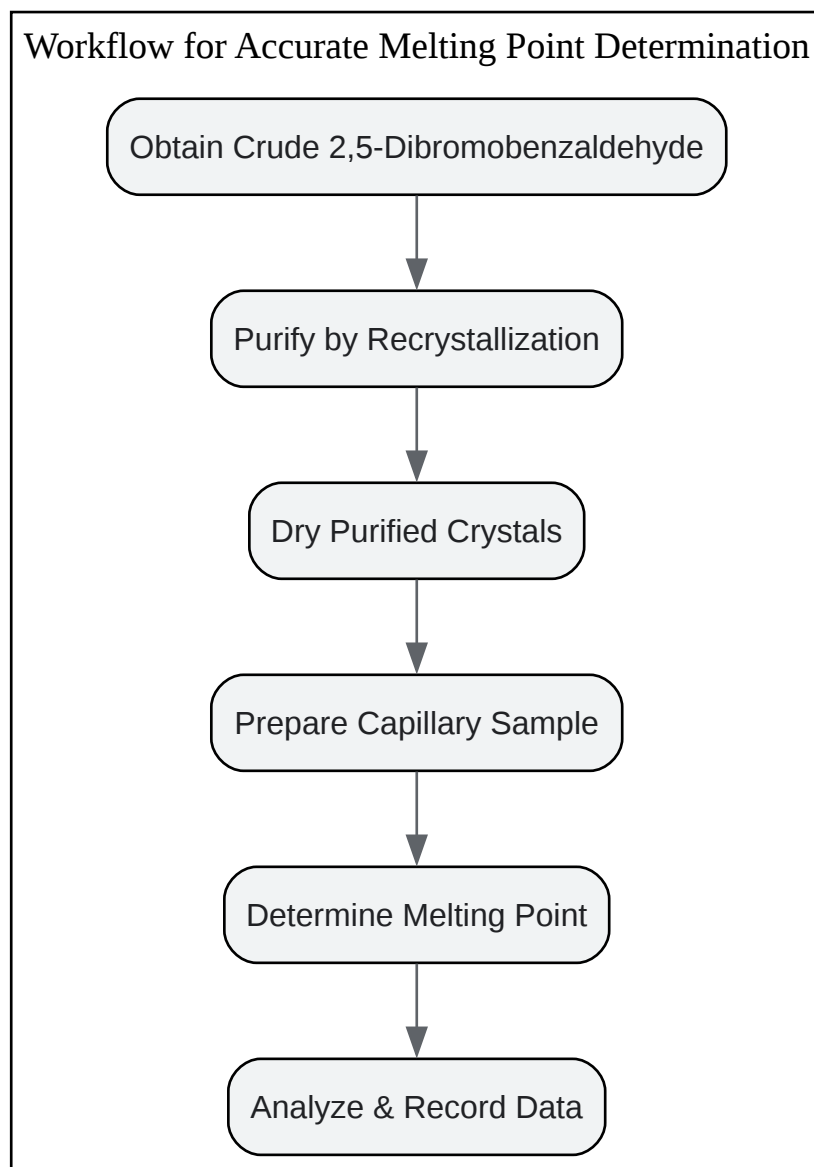 Workflow for Accurate Melting Point Determination
Obtain Crude 2,5-Dibromobenzaldehyde
Purify by Recrystallization
Dry Purified Crystals
Prepare Capillary Sample
Determine Melting Point
Analyze & Record Data